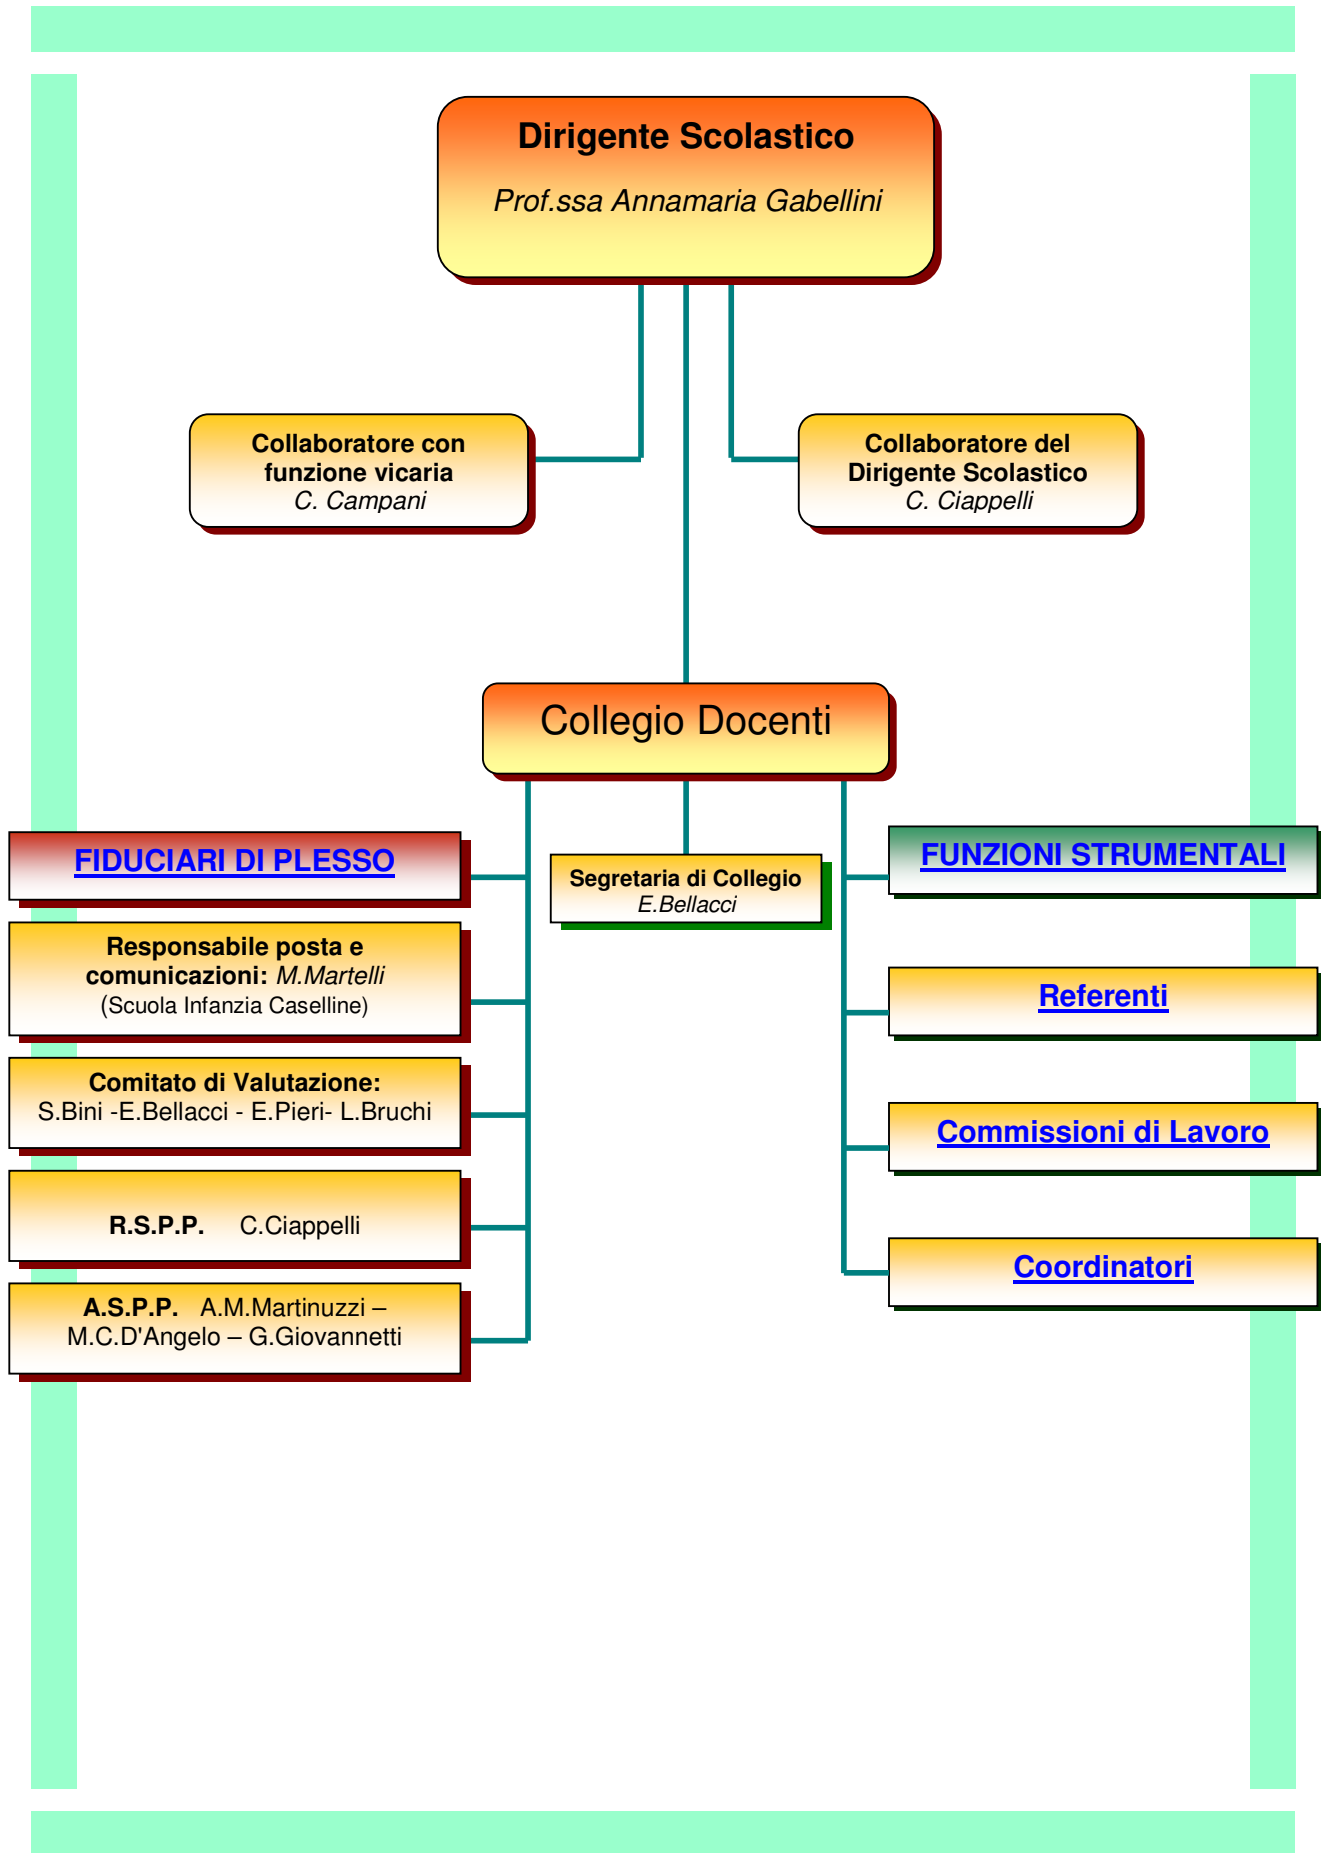 Dirigente Scolastico
Prof.ssa Annamaria Gabellini
Collaboratore con
funzione vicaria
C. Campani
Collaboratore del
Dirigente Scolastico
C. Ciappelli
Collegio Docenti
FIDUCIARI DI PLESSO
Responsabile posta e
comunicazioni: M.Martelli
(Scuola Infanzia Caselline)
Comitato di Valutazione:
S.Bini -E.Bellacci - E.Pieri- L.Bruchi
R.S.P.P. C.Ciappelli
A.S.P.P. A.M.Martinuzzi –
M.C.D'Angelo – G.Giovannetti
Segretaria di Collegio
E.Bellacci
FUNZIONI STRUMENTALI
Referenti
Commissioni di Lavoro
Coordinatori